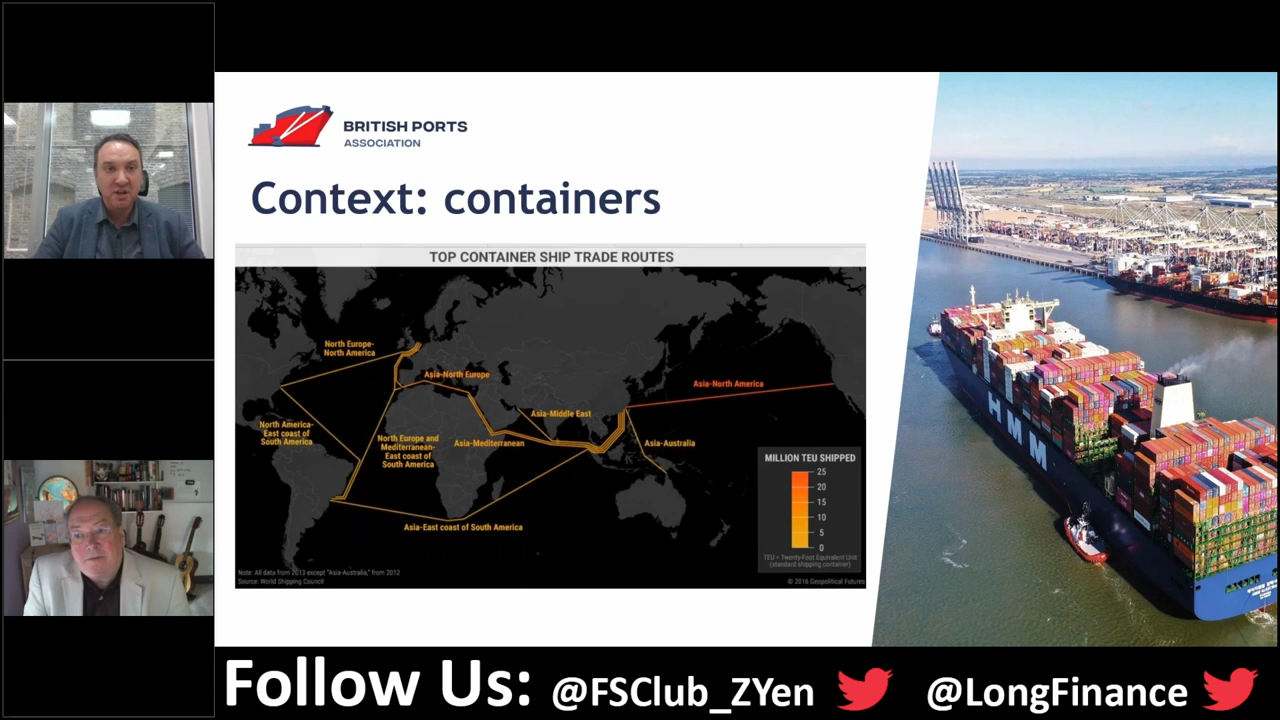 BRITISH PORTS
ASSOCIATION
Context: containers
TOP CONTAINER SHIP TRADE ROUTES
North Europe-
North America
Asia-North Europe
Asia-North America
North America-
East coast of
South America
North Europe and
Mediterranean-
East coast of
South America
Asia-Middle East
Asia-Mediterranean
Asia-Australia
Asia-East coast of South America
MILLION TEU SHIPPED
25
20
15
10
5
0
TEU = Twenty-Foot Equivalent Unit
(standard shipping container)
Note: All data from 2013 except "Asia-Australia," from 2012
Source: World Shipping Council
© 2016 Geopolitical Futures
HMM
Follow Us: @FSClub_ZYen @LongFinance